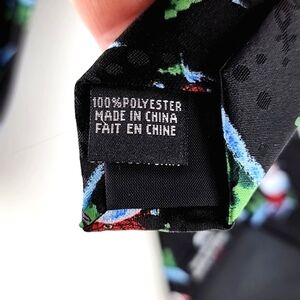 100%POLYESTER
MADE IN CHINA
FAIT EN CHINE